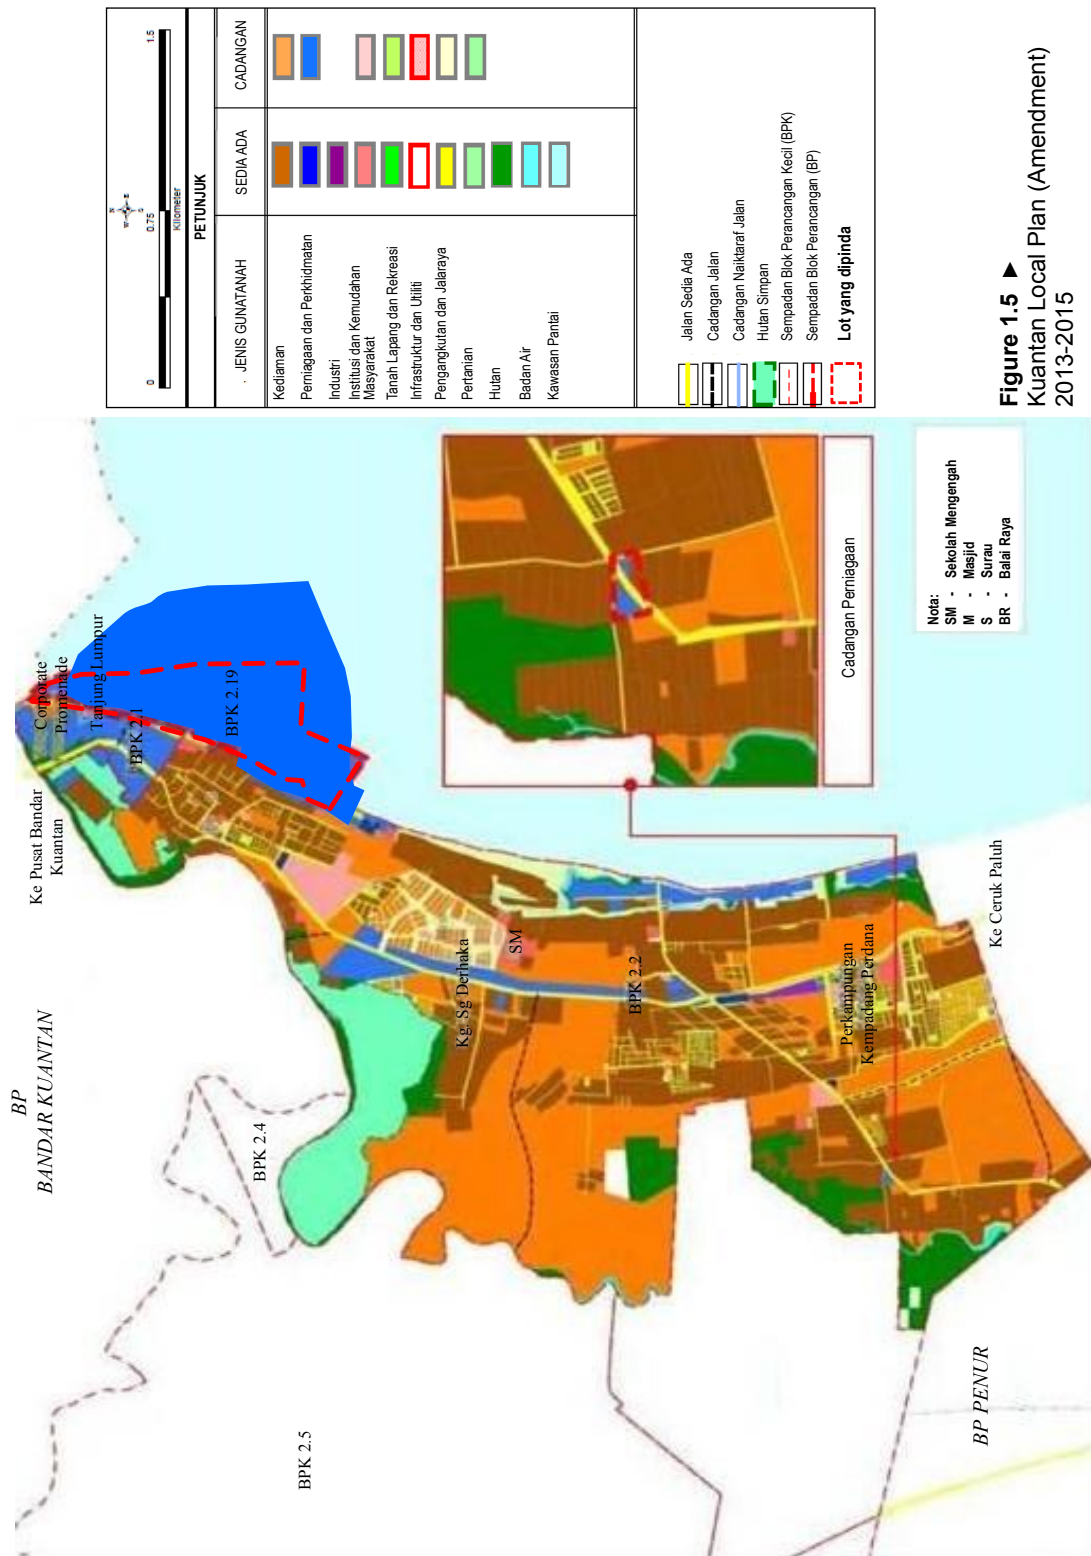 BP
BANDAR KUANTAN
Ke Pusat Bandar
Kuantan
Corporate
Promenade
Tanjung Lumpur
BPK 2.1
BPK 2.19
BPK 2.4
BPK 2.5
Kg. Sg Derhaka
SM
BPK 2.2
Perkampungan
Kempadang Perdana
Ke Ceruk Paluh
BP PENUR
Cadangan Perniagaan
Nota:
SM - Sekolah Mengengah
M - Masjid
S - Surau
BR - Balai Raya
N
E
S
W
0 0.75 1.5
Kilometer
PETUNJUK
. JENIS GUNATANAH SEDIA ADA CADANGAN
Kediaman
Perniagaan dan Perkhidmatan
Industri
Institusi dan Kemudahan
Masyarakat
Tanah Lapang dan Rekreasi
Infrastruktur dan Utiliti
Pengangkutan dan Jalaraya
Pertanian
Hutan
Badan Air
Kawasan Pantai
Jalan Sedia Ada
Cadangan Jalan
Cadangan Naiktaraf Jalan
Hutan Simpan
Sempadan Blok Perancangan Kecil (BPK)
Sempadan Blok Perancangan (BP)
Lot yang dipinda
Figure 1.5 ►
Kuantan Local Plan (Amendment)
2013-2015